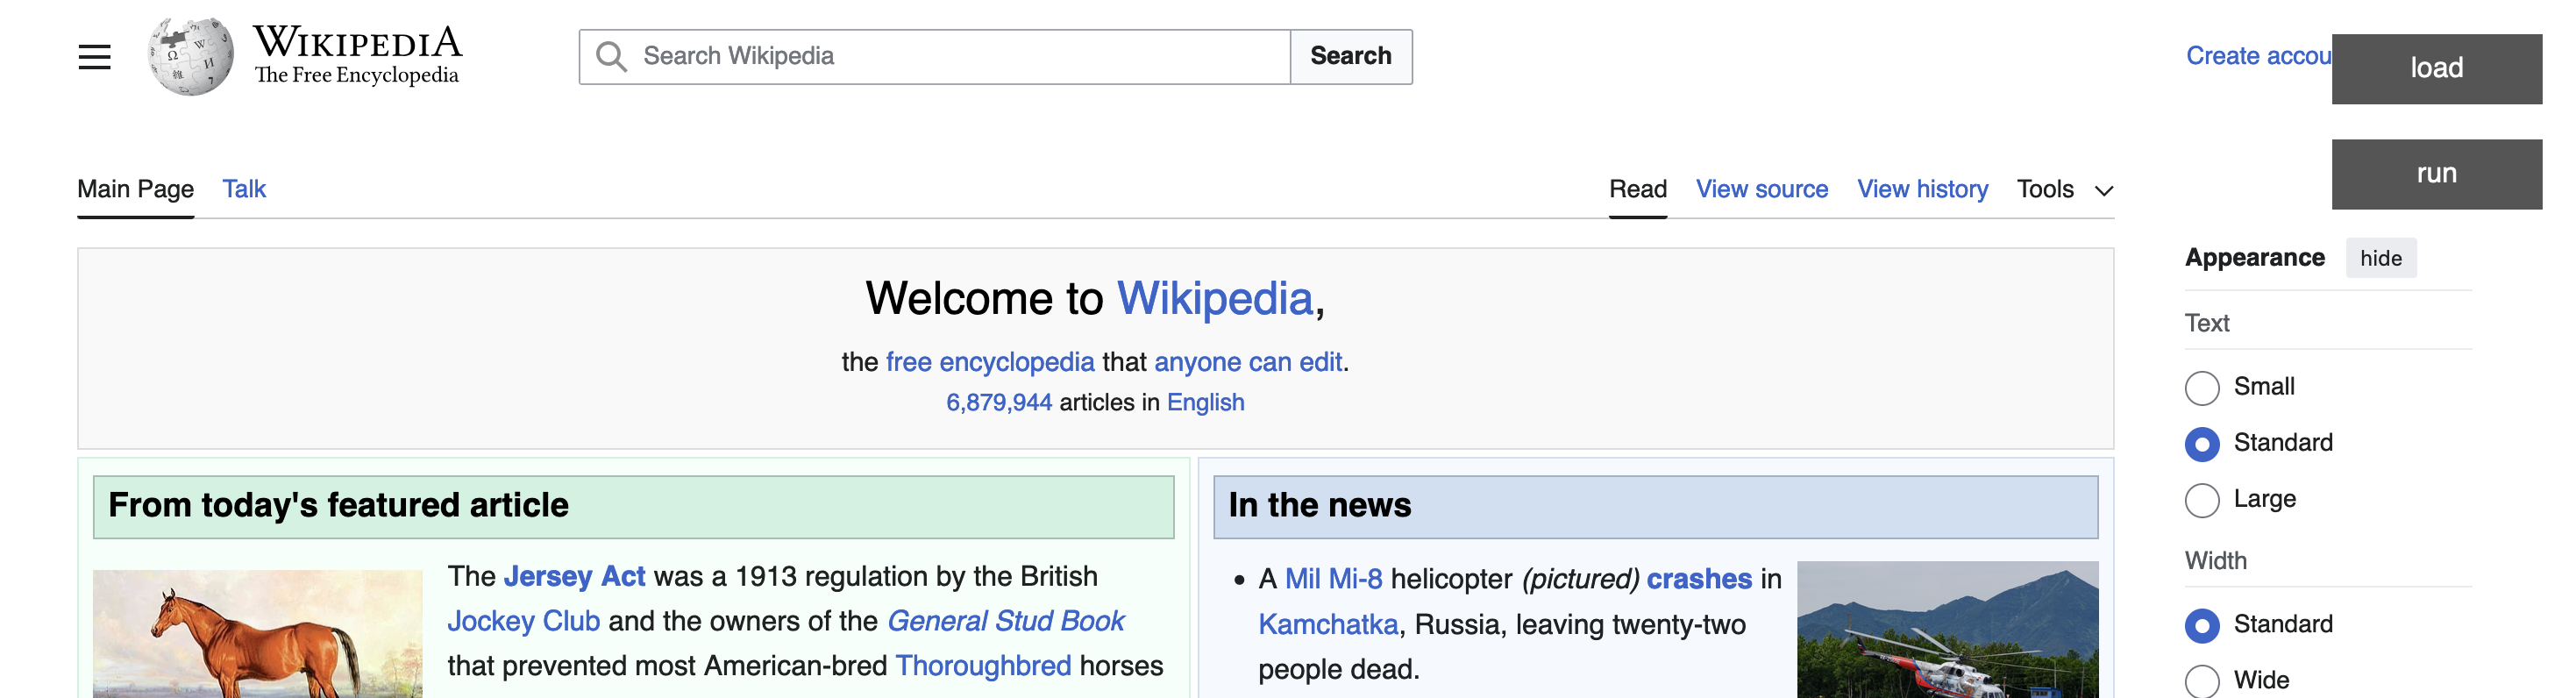 WIKIPEDIA
The Free Encyclopedia
Search Wikipedia
Search
Create accou
load
run
Main Page
Talk
Read
View source
View history
Tools
Welcome to Wikipedia,
the free encyclopedia that anyone can edit.
6,879,944 articles in English
From today's featured article
The Jersey Act was a 1913 regulation by the British
Jockey Club and the owners of the General Stud Book
that prevented most American-bred Thoroughbred horses
In the news
• A Mil Mi-8 helicopter (pictured) crashes in
Kamchatka, Russia, leaving twenty-two
people dead.
Appearance
hide
Text
Small
Standard
Large
Width
Standard
Wide